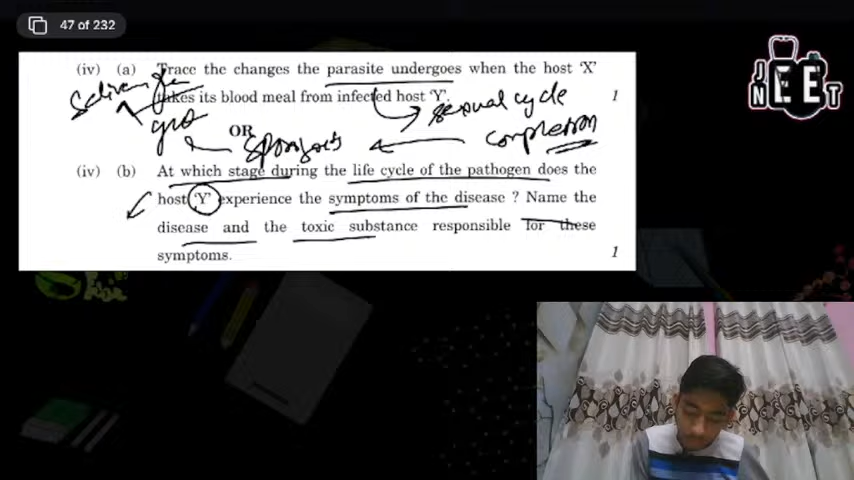 47 of 232
(iv) (a) Trace the changes the parasite undergoes when the host ‘X’
takes its blood meal from infected host ‘Y’. 1
sexual cycle
completion
OR
(iv) (b) At which stage during the life cycle of the pathogen does the
host ‘Y’ experience the symptoms of the disease ? Name the
disease and the toxic substance responsible for these
symptoms. 1
NEET